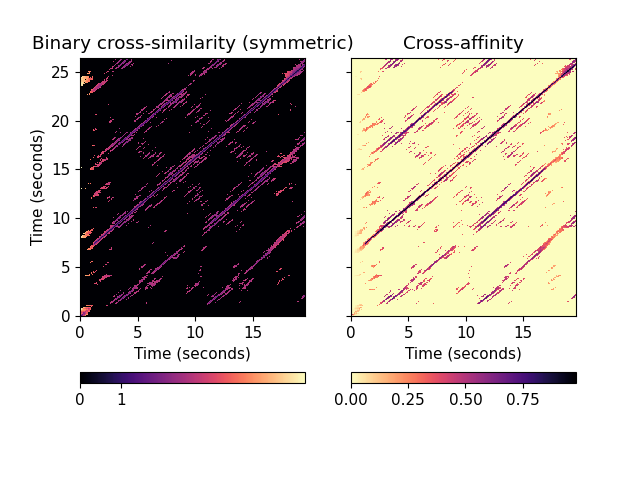 Binary cross-similarity (symmetric)
Cross-affinity
25
20
15
10
5
0
Time (seconds)
0 5 10 15
0 5 10 15
Time (seconds)
Time (seconds)
0 1
0.00 0.25 0.50 0.75